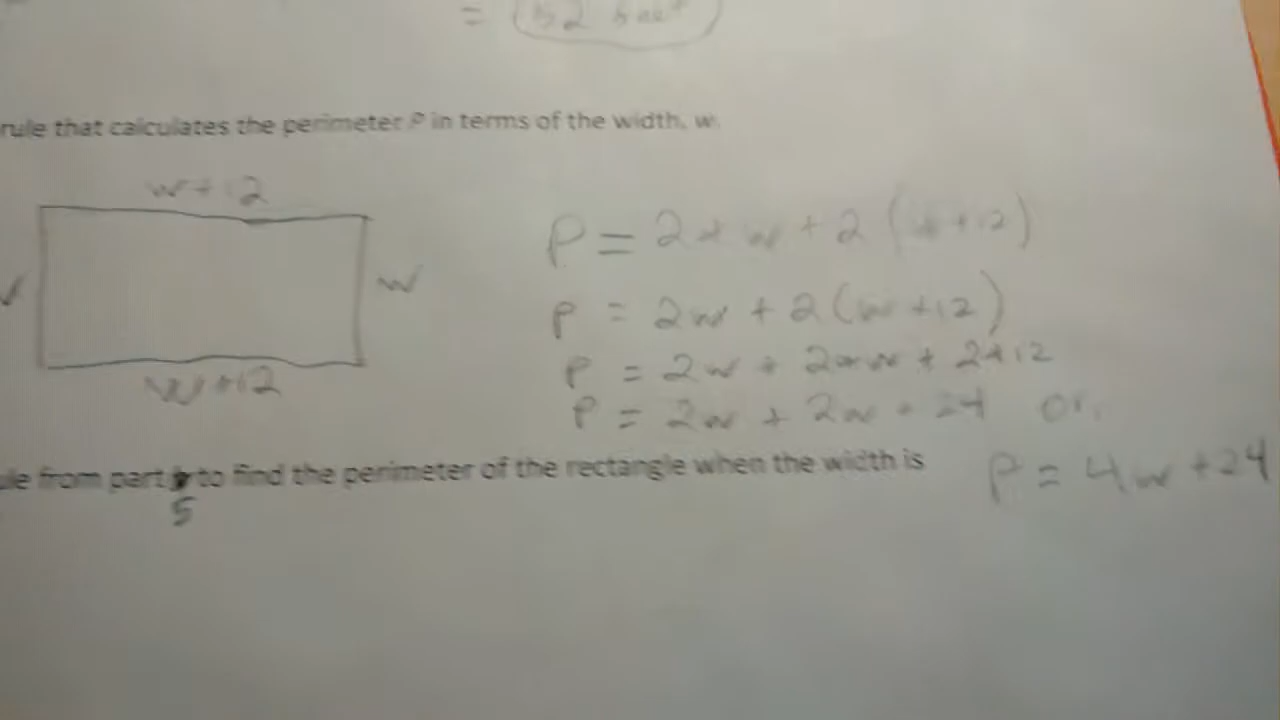 =
rule that calculates the perimeter P in terms of the width, w.
w+12
w
w+12
P = 2 * w + 2 (w+12)
P = 2w + 2 (w+12)
P = 2w + 2*w + 2*12
P = 2w + 2w + 24 or
P = 4w + 24
from part to find the perimeter of the rectangle when the width is
5